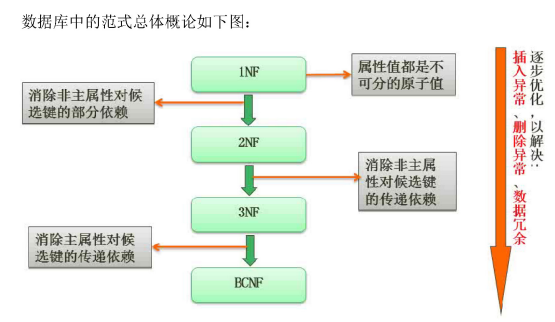 数据库中的范式总体概论如下图：
1NF
属性值都是不
可分的原子值
消除非主属性对候
选键的部分依赖
2NF
消除非主属
性对候选键
的传递依赖
3NF
消除主属性对候
选键的传递依赖
BCNF
逐步优化，以解决：
插入异常、删除异常、数据冗余